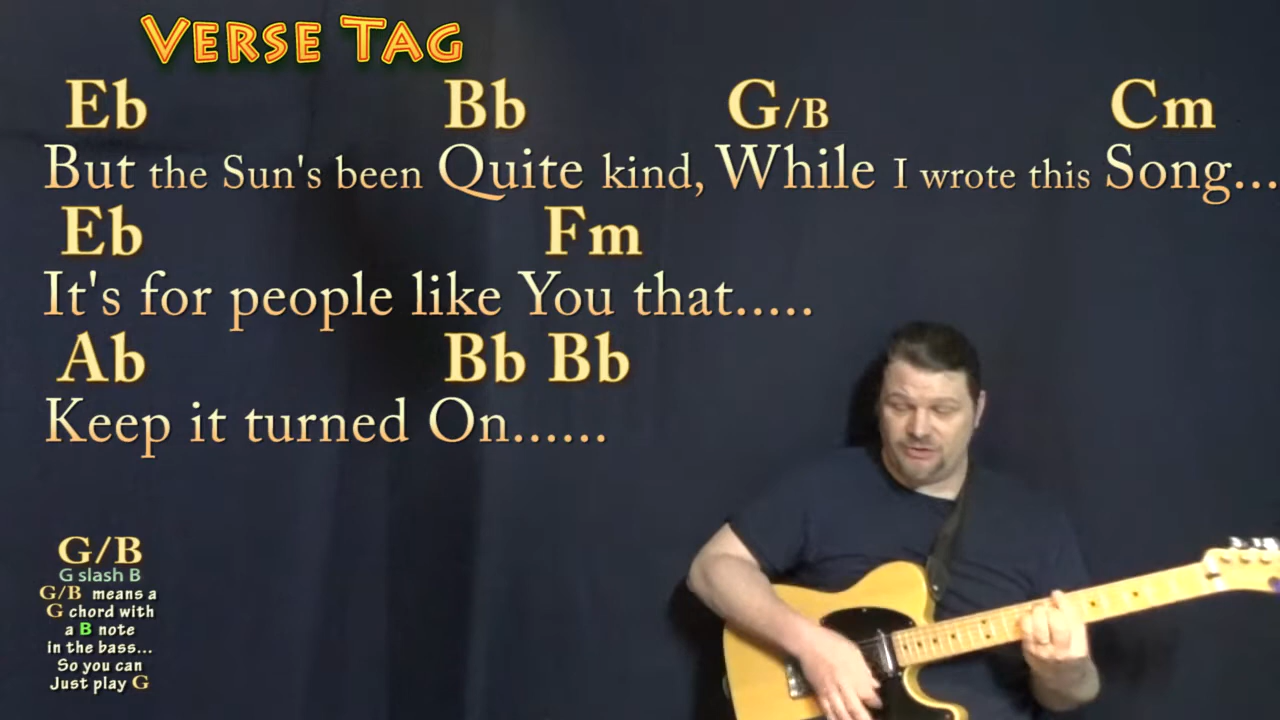 VERSE TAG
Eb Bb G/B Cm
But the Sun's been Quite kind, While I wrote this Song...
Eb Fm
It's for people like You that.....
Ab Bb Bb
Keep it turned On......
G/B
G slash B
G/B means a
G chord with
a B note
in the bass...
So you can
Just play G